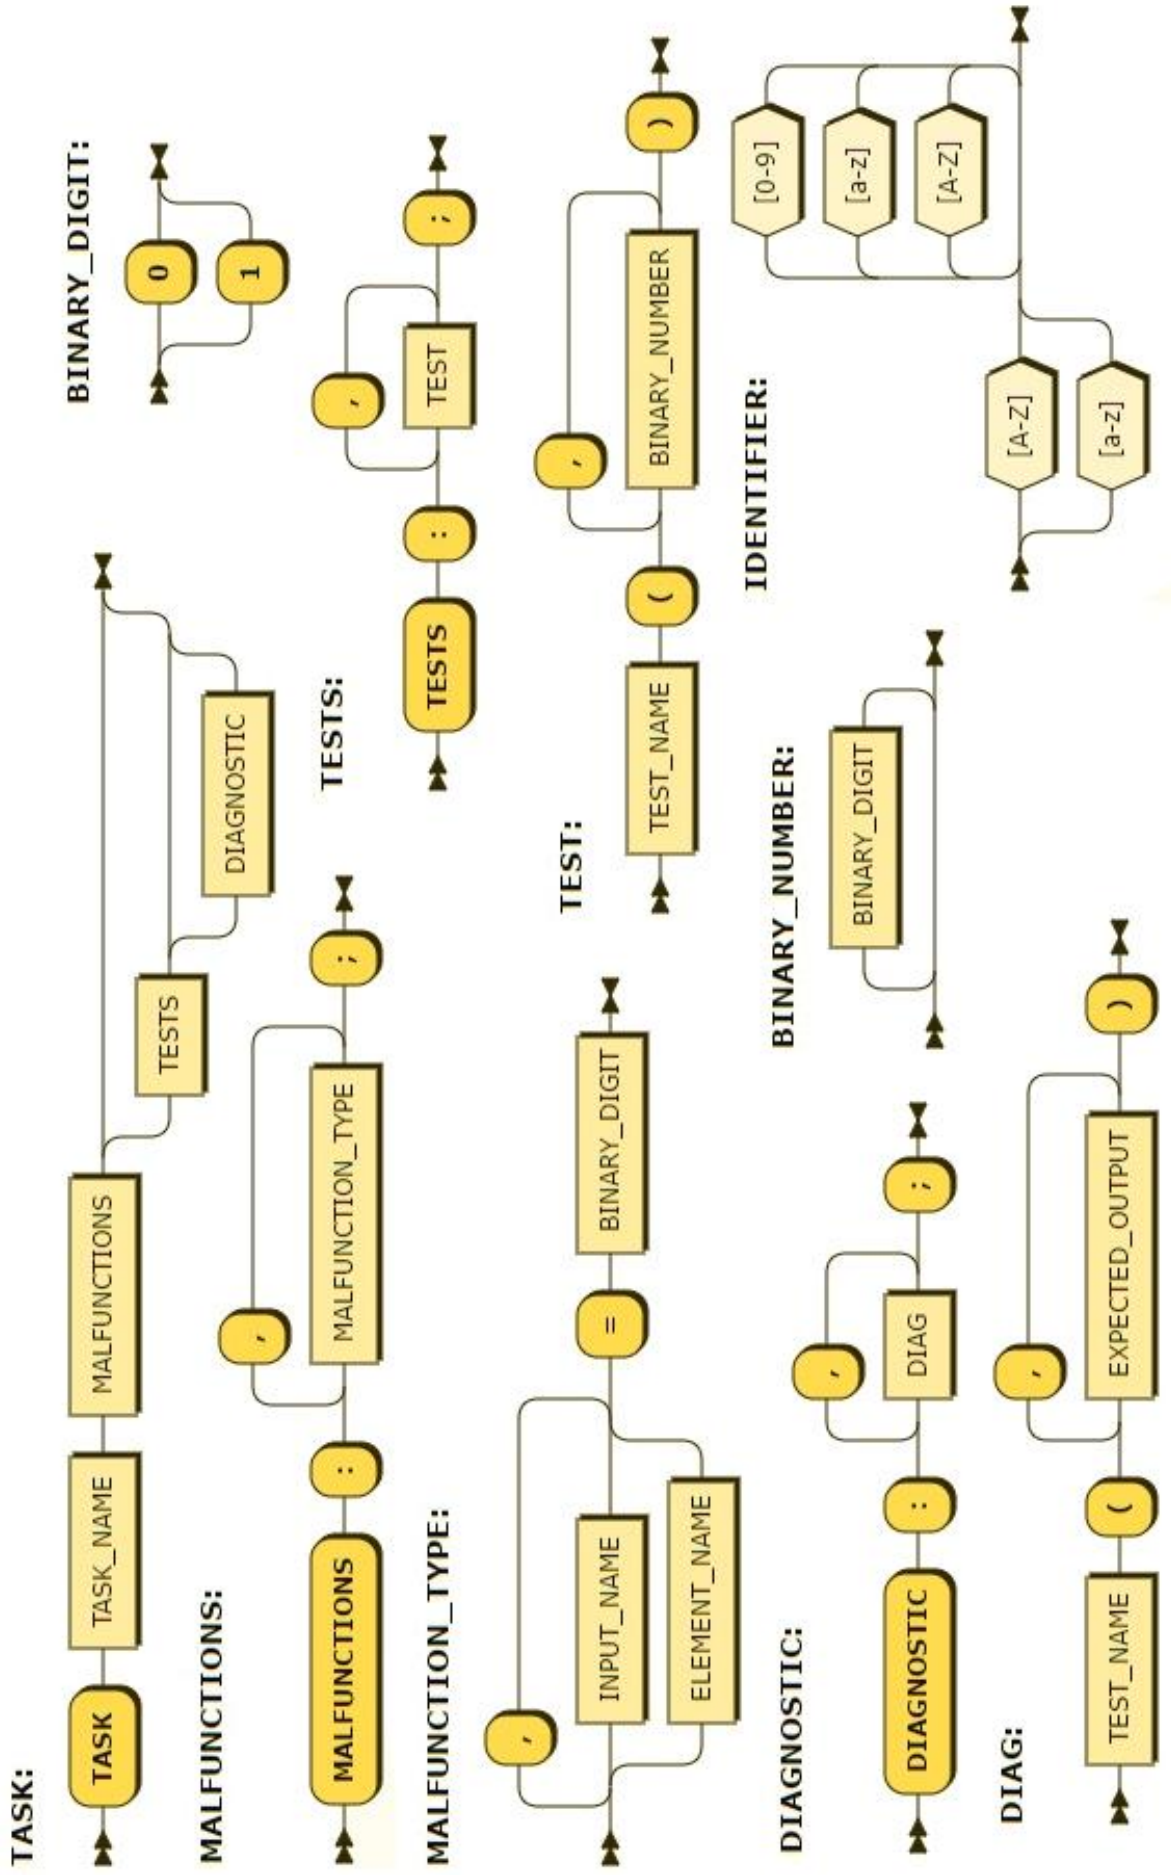 TASK:
TASK TASK_NAME MALFUNCTIONS
TESTS
DIAGNOSTIC
BINARY_DIGIT:
0
1
MALFUNCTIONS:
,
MALFUNCTIONS : MALFUNCTION_TYPE ;
TESTS:
,
TESTS : TEST ;
MALFUNCTION_TYPE:
,
INPUT_NAME = BINARY_DIGIT
ELEMENT_NAME
TEST:
,
TEST_NAME ( BINARY_NUMBER )
DIAGNOSTIC:
,
DIAGNOSTIC : DIAG ;
BINARY_NUMBER:
BINARY_DIGIT
IDENTIFIER:
[0-9]
[a-z]
[A-Z]
[A-Z]
[a-z]
DIAG:
,
TEST_NAME ( EXPECTED_OUTPUT )